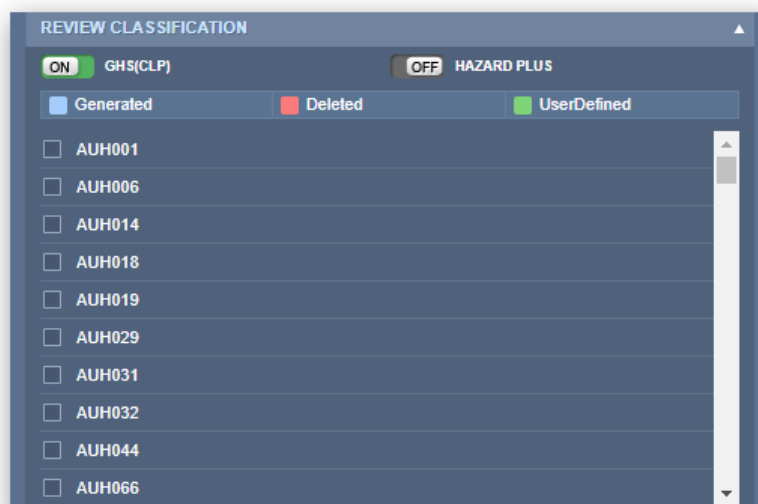 REVIEW CLASSIFICATION
ON GHS(CLP) OFF HAZARD PLUS
Generated Deleted UserDefined
AUH001
AUH006
AUH014
AUH018
AUH019
AUH029
AUH031
AUH032
AUH044
AUH066